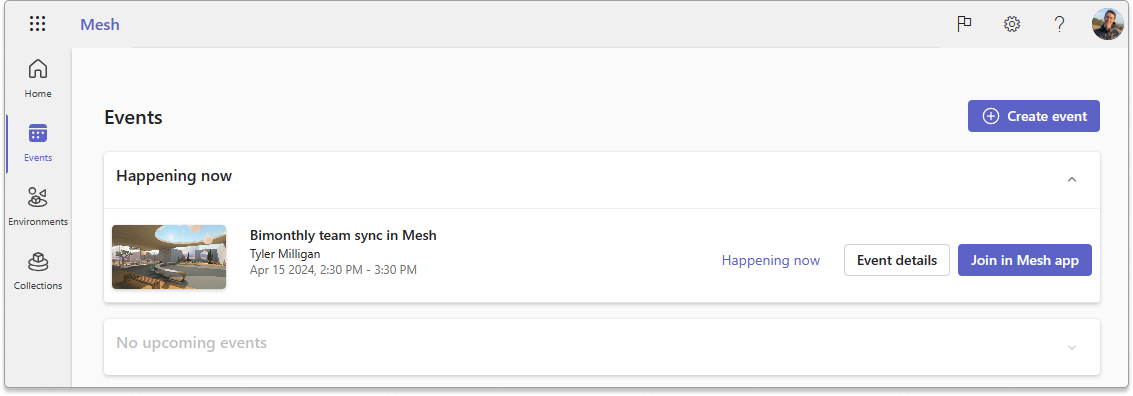 Mesh
Home
Events
Environments
Collections
Events
Create event
Happening now
Bimonthly team sync in Mesh
Tyler Milligan
Apr 15 2024, 2:30 PM - 3:30 PM
Happening now
Event details
Join in Mesh app
No upcoming events